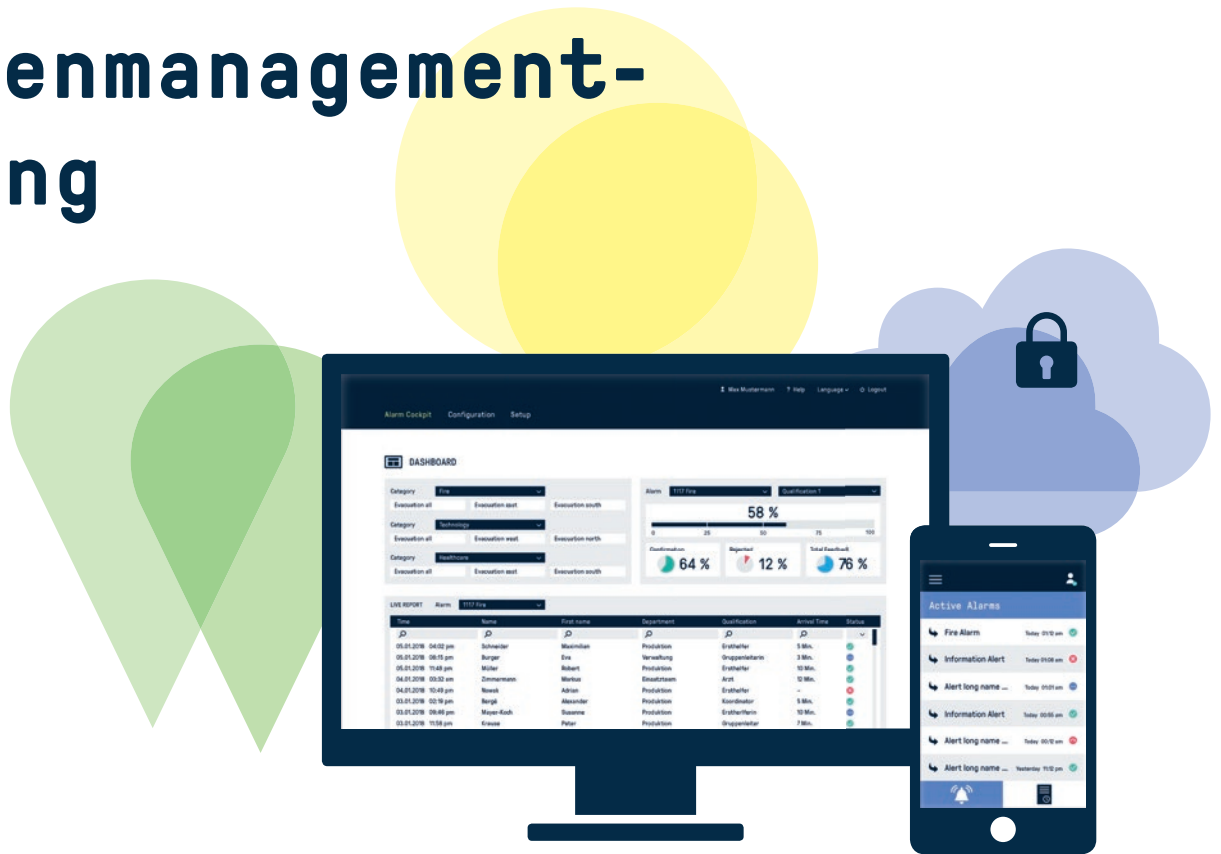 enmanagement-
ng
Max Mustermann ? Help Language Logout
Alarm Cockpit Configuration Setup
DASHBOARD
Category Fire
Evacuation all Evacuation east Evacuation south
Category Technology
Evacuation all Evacuation west Evacuation north
Category Healthcare
Evacuation all Evacuation east Evacuation south
Alarm 1117 Fire Qualification 1
58 %
0 25 50 75 100
Confirmation Rejected Total Feedback
64 % 12 % 76 %
LIVE REPORT Alarm 1117 Fire
Time Name First name Department Qualification Arrival Time Status
05.01.2018 04:02 pm Schneider Maximilian Produktion Ersthelfer 5 Min.
05.01.2018 06:15 pm Burger Eva Verwaltung Gruppenleiterin 3 Min.
05.01.2018 11:48 pm Müller Robert Produktion Ersthelfer 10 Min.
04.01.2018 03:32 am Zimmermann Markus Einsatzteam Arzt 12 Min.
04.01.2018 10:49 pm Nowak Adrian Produktion Ersthelfer -
03.01.2018 02:18 pm Bergé Alexander Produktion Koordinator 5 Min.
03.01.2018 06:46 pm Mayer-Koch Susanne Produktion 10 Min.
03.01.2018 11:58 pm Krause Peter Produktion Gruppenleiter 7 Min.
Active Alarms
Fire Alarm Today 01:12 am
Information Alert Today 01:08 am
Alert long name ... Today 01:01 am
Information Alert Today 00:55 am
Alert long name ... Today 00:12 am
Alert long name ... Yesterday 11:12 pm